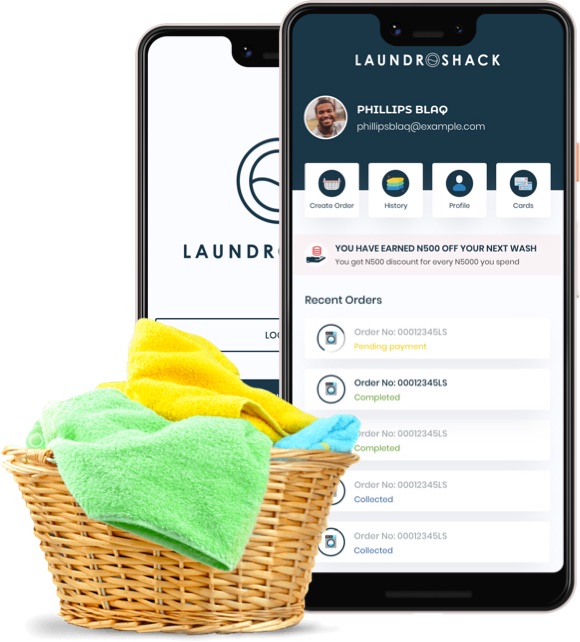 LAUNDROSHACK
PHILLIPS BLAQ
phillipsblaq@example.com
Create Order
History
Profile
Cards
YOU HAVE EARNED N500 OFF YOUR NEXT WASH
You get N500 discount for every N5000 you spend
Recent Orders
Order No: 00012345LS
Pending payment
Order No: 00012345LS
Completed
Order No: 00012345LS
Completed
Order No: 00012345LS
Collected
Order No: 00012345LS
Collected
LAUNDR
LO